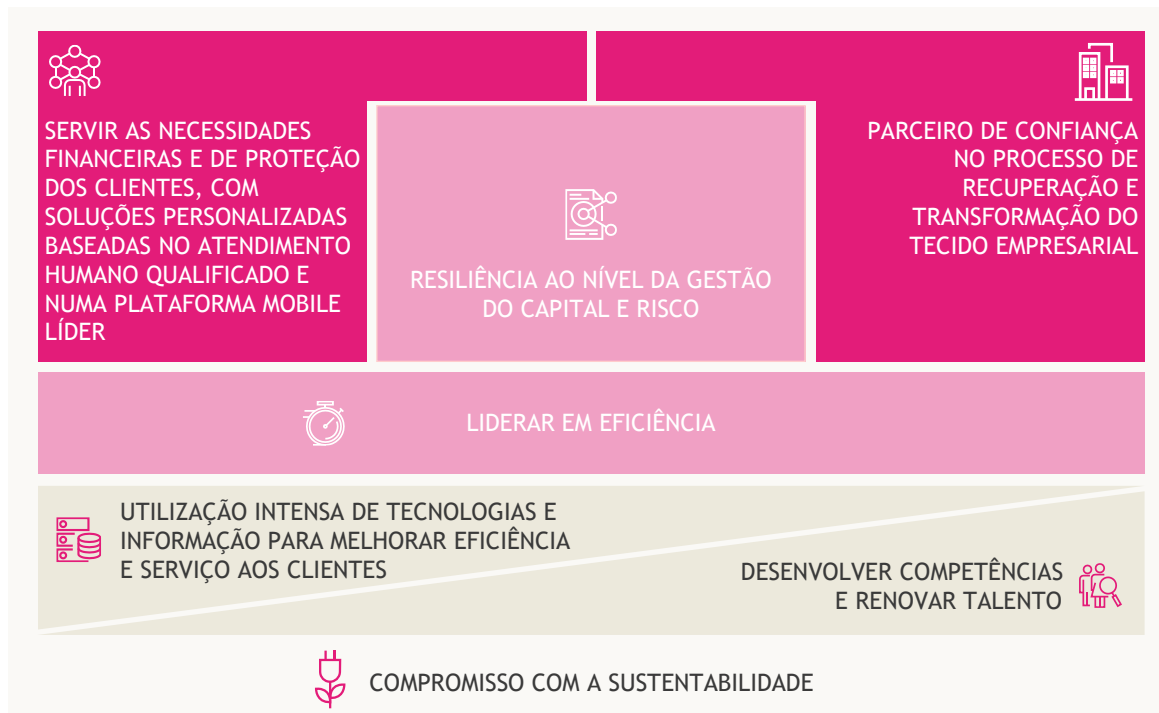 SERVIR AS NECESSIDADES
FINANCEIRAS E DE PROTEÇÃO
DOS CLIENTES, COM
SOLUÇÕES PERSONALIZADAS
BASEADAS NO ATENDIMENTO
HUMANO QUALIFICADO E
NUMA PLATAFORMA MOBILE
LÍDER
RESILIÊNCIA AO NÍVEL DA GESTÃO
DO CAPITAL E RISCO
PARCEIRO DE CONFIANÇA
NO PROCESSO DE
RECUPERAÇÃO E
TRANSFORMAÇÃO DO
TECIDO EMPRESARIAL
LIDERAR EM EFICIÊNCIA
UTILIZAÇÃO INTENSA DE TECNOLOGIAS E
INFORMAÇÃO PARA MELHORAR EFICIÊNCIA
E SERVIÇO AOS CLIENTES
DESENVOLVER COMPETÊNCIAS
E RENOVAR TALENTO
COMPROMISSO COM A SUSTENTABILIDADE